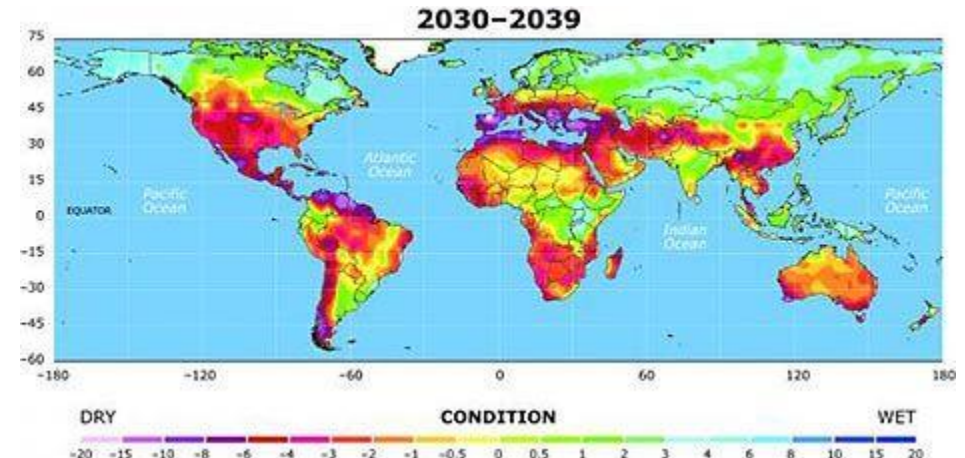 2030–2039
75
60
45
30
15
0
–15
–30
–45
–60
EQUATOR
Pacific
Ocean
Atlantic
Ocean
Indian
Ocean
Pacific
Ocean
–180 –120 –60 0 60 120 180
DRY CONDITION WET
–20 –15 –10 –8 –6 –4 –3 –2 –1 –0.5 0 0.5 1 2 3 4 6 8 10 15 20